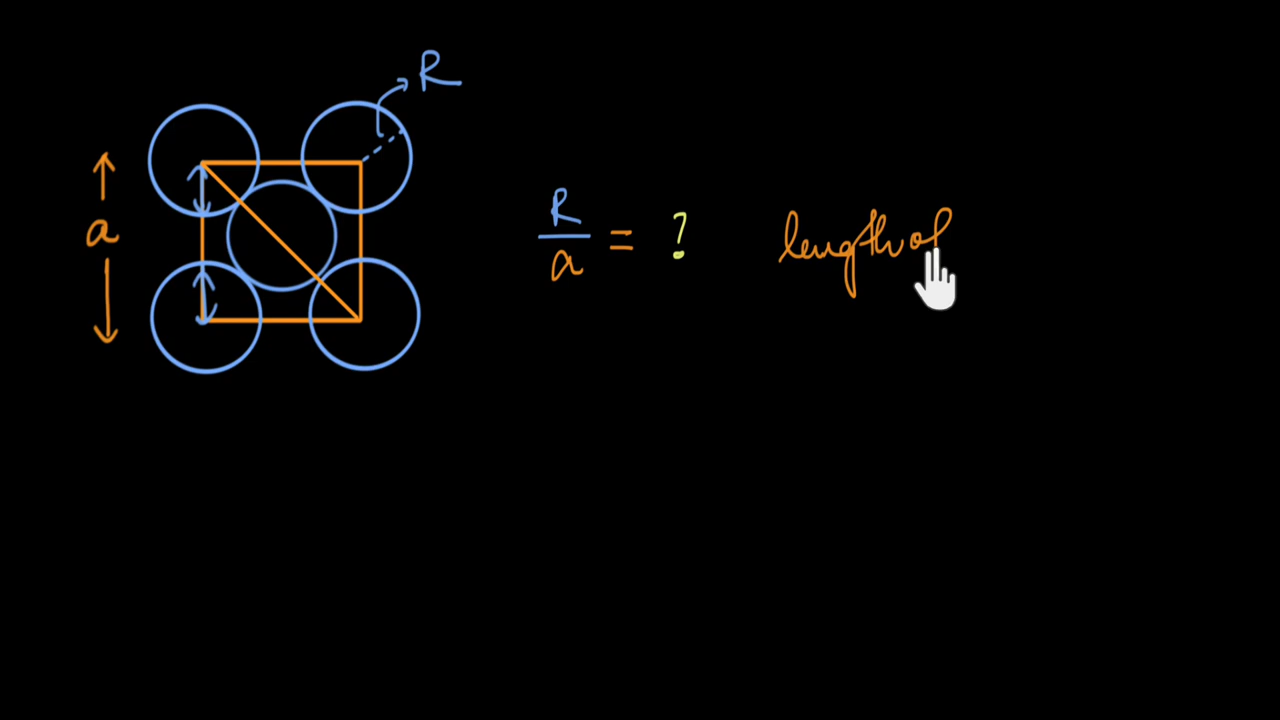 R
a
R/a = ?
length of